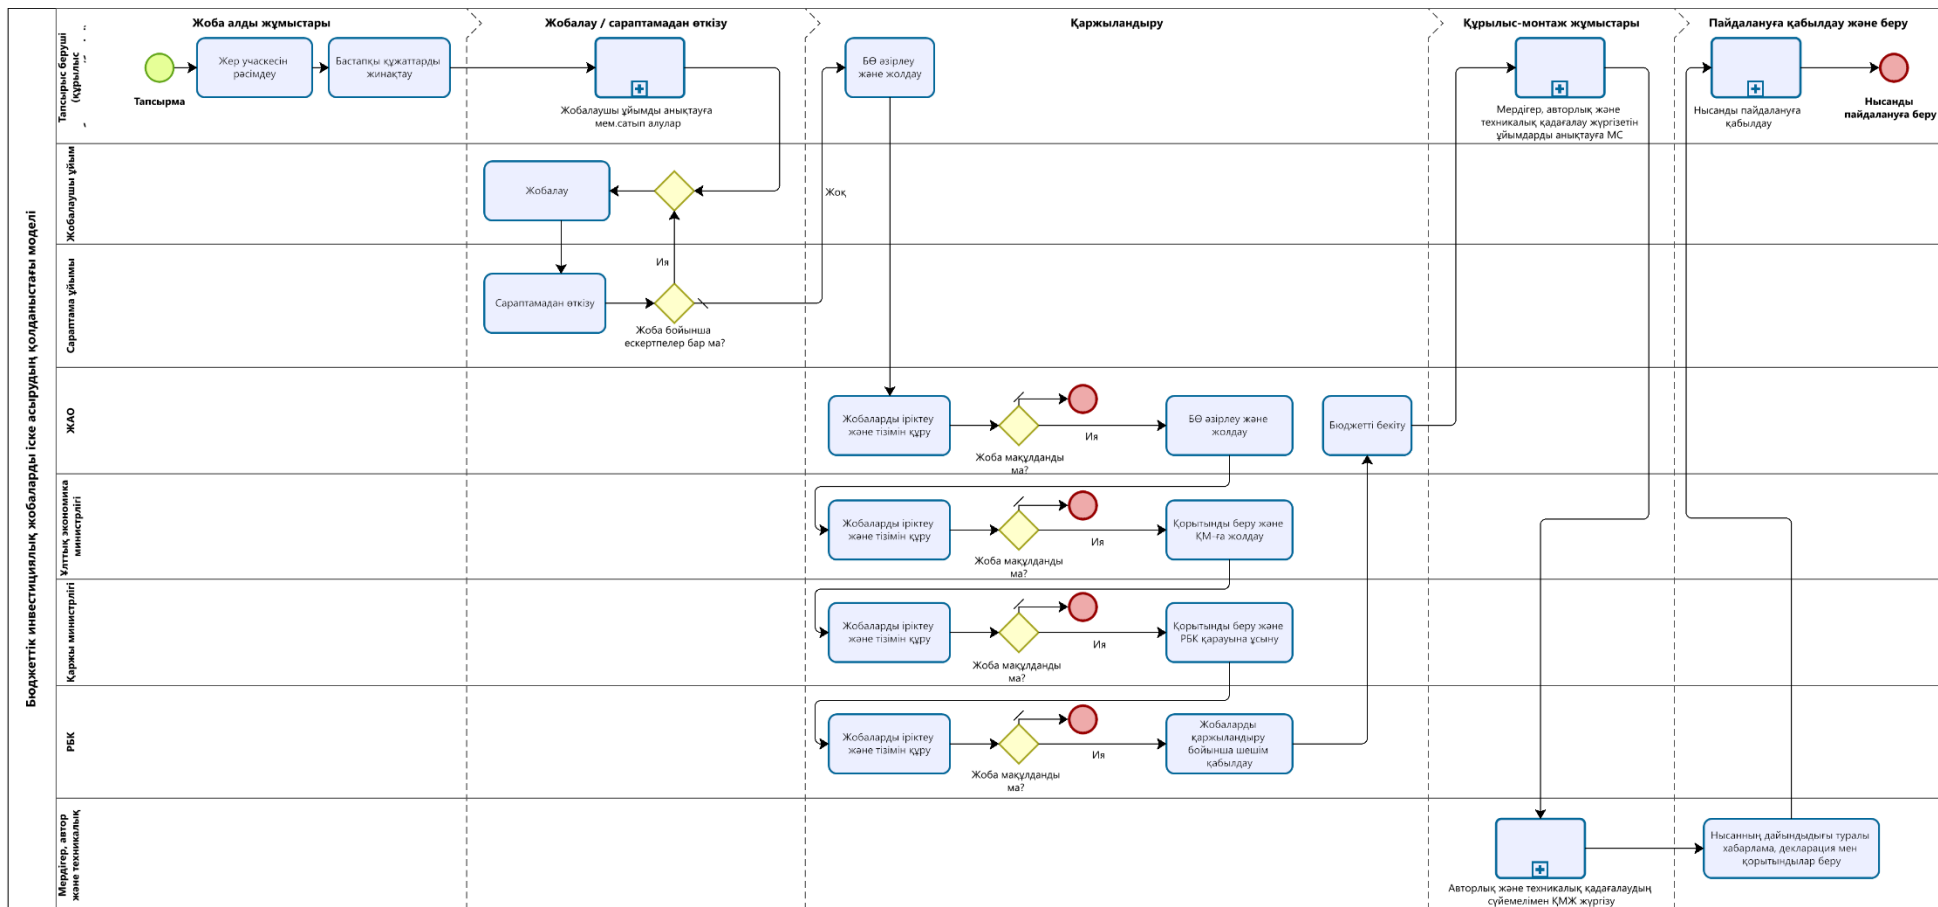 Бюджеттік инвестициялық жобаларды іске асырудың қолданыстағы моделі
Жоба алды жұмыстары
Жобалау / сараптамадан өткізу
Қаржыландыру
Құрылыс-монтаж жұмыстары
Пайдалануға қабылдау және беру
Тапсырыс беруші
(құрылыс
Тапсырма
Жер учаскесін
рәсімдеу
Бастапқы құжаттарды
жинақтау
Жобалаушы ұйымды анықтауға
мем.сатып алулар
БӨ әзірлеу
және жолдау
Мердігер, авторлық және
техникалық қадағалау жүргізетін
ұйымдарды анықтауға МС
Нысанды пайдалануға
қабылдау
Нысанды
пайдалануға беру
Жобалаушы ұйым
Жобалау
Жоқ
Сараптама ұйымы
Ия
Сараптамадан өткізу
Жоба бойынша
ескертпелер бар ма?
ЖАО
Жобаларды іріктеу
және тізімін құру
Жоба мақұлданды
ма?
Ия
БӨ әзірлеу және
жолдау
Бюджетті бекіту
Ұлттық экономика
министрлігі
Жобаларды іріктеу
және тізімін құру
Жоба мақұлданды
ма?
Ия
Қорытынды беру және
ҚМ-ға жолдау
Қаржы министрлігі
Жобаларды іріктеу
және тізімін құру
Жоба мақұлданды
ма?
Ия
Қорытынды беру және
РБК қарауына ұсыну
РБК
Жобаларды іріктеу
және тізімін құру
Жоба мақұлданды
ма?
Ия
Жобаларды
қаржыландыру
бойынша шешім
қабылдау
Мердігер, автор
және техникалық
Авторлық және техникалық қадағалаудың
сүйемелімен ҚМЖ жүргізу
Нысанның дайындыдығы туралы
хабарлама, декларация мен
қорытындылар беру